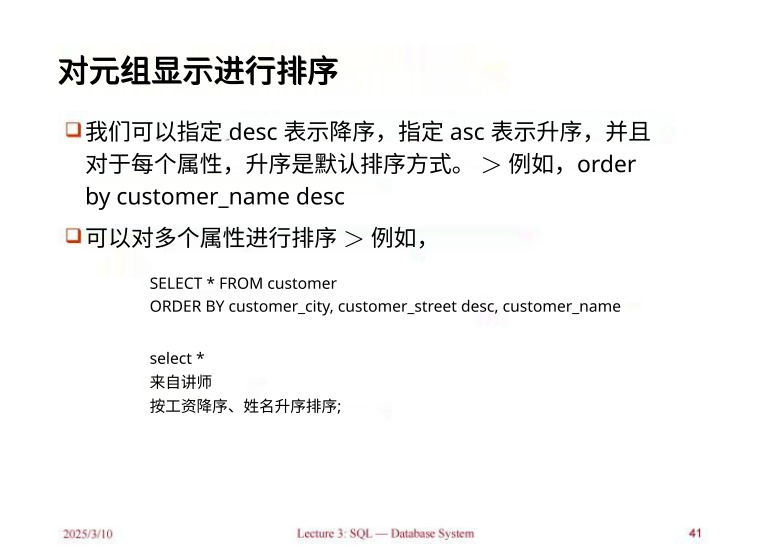 对元组显示进行排序
我们可以指定 desc 表示降序，指定 asc 表示升序，并且
对于每个属性，升序是默认排序方式。 > 例如，order
by customer_name desc
可以对多个属性进行排序 > 例如，
SELECT * FROM customer
ORDER BY customer_city, customer_street desc, customer_name
select *
来自讲师
按工资降序、姓名升序排序;
2025/3/10
Lecture 3: SQL — Database System
41